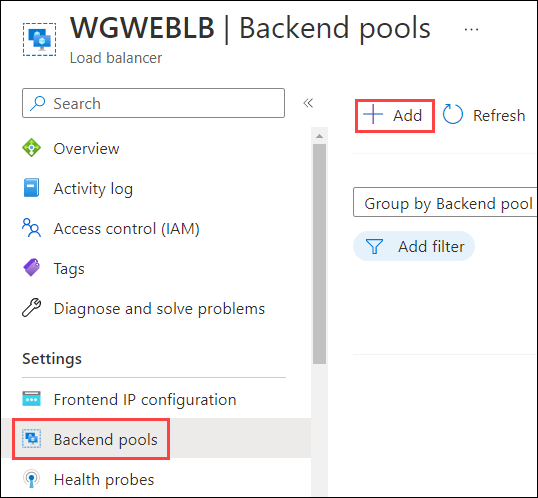 WGWEBLB | Backend pools ...
Load balancer
Search
«
Overview
Activity log
Access control (IAM)
Tags
Diagnose and solve problems
Settings
Frontend IP configuration
Backend pools
Health probes
Add
Refresh
Group by Backend pool
Add filter